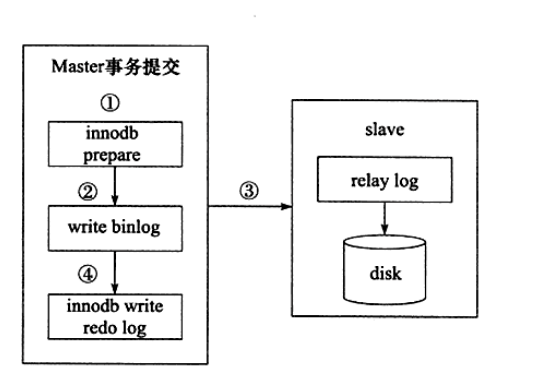 Master事务提交
①
innodb
prepare
②
write binlog
④
innodb write
redo log
③
slave
relay log
disk